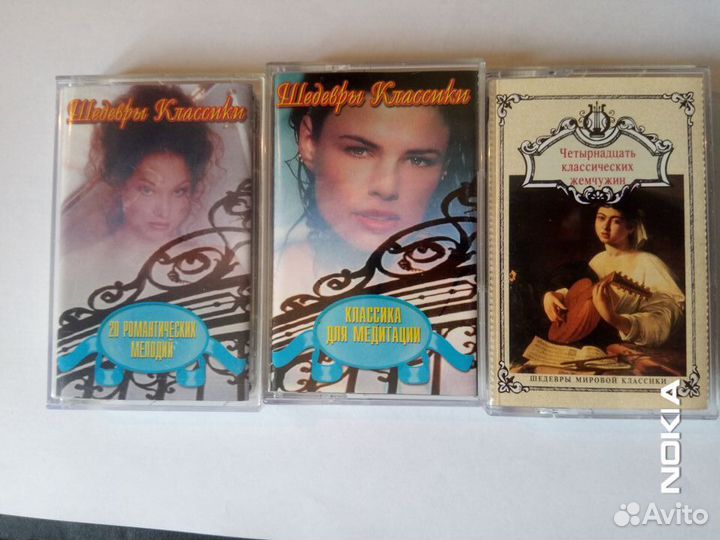 Шедевры Классики
20 РОМАНТИЧЕСКИХ
МЕЛОДИЙ
Шедевры Классики
КЛАССИКА
ДЛЯ МЕДИТАЦИИ
Четырнадцать
классических
жемчужин
ШЕДЕВРЫ МИРОВОЙ КЛАССИКИ
NOKIA
Avito